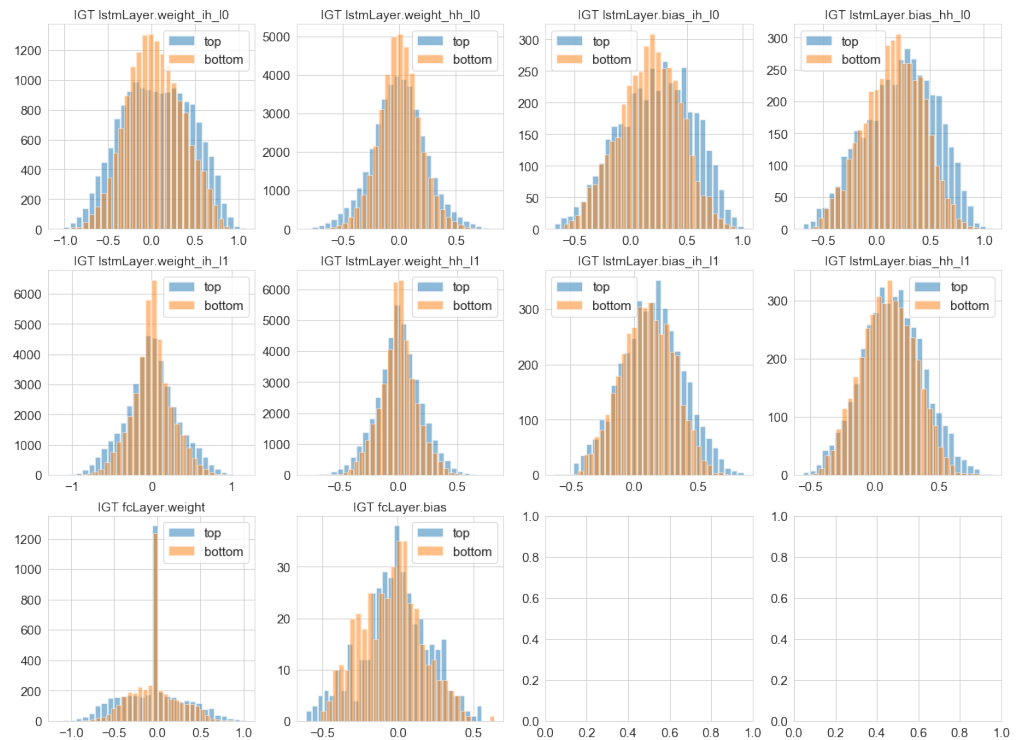 IGT lstmLayer.weight_ih_l0
1200
1000
800
600
400
200
0
−1.0 −0.5 0.0 0.5 1.0
top
bottom
IGT lstmLayer.weight_hh_l0
5000
4000
3000
2000
1000
0
−0.5 0.0 0.5
top
bottom
IGT lstmLayer.bias_ih_l0
300
250
200
150
100
50
0
−0.5 0.0 0.5 1.0
top
bottom
IGT lstmLayer.bias_hh_l0
300
250
200
150
100
50
0
−0.5 0.0 0.5 1.0
top
bottom
IGT lstmLayer.weight_ih_l1
6000
5000
4000
3000
2000
1000
0
−1 0 1
top
bottom
IGT lstmLayer.weight_hh_l1
6000
5000
4000
3000
2000
1000
0
−0.5 0.0 0.5
top
bottom
IGT lstmLayer.bias_ih_l1
300
200
100
0
−0.5 0.0 0.5
top
bottom
IGT lstmLayer.bias_hh_l1
300
200
100
0
−0.5 0.0 0.5
top
bottom
IGT fcLayer.weight
1200
1000
800
600
400
200
0
−1.0 −0.5 0.0 0.5 1.0
top
bottom
IGT fcLayer.bias
30
20
10
0
−0.5 0.0 0.5
top
bottom
1.0
0.8
0.6
0.4
0.2
0.0
0.0 0.2 0.4 0.6 0.8 1.0
1.0
0.8
0.6
0.4
0.2
0.0
0.0 0.2 0.4 0.6 0.8 1.0